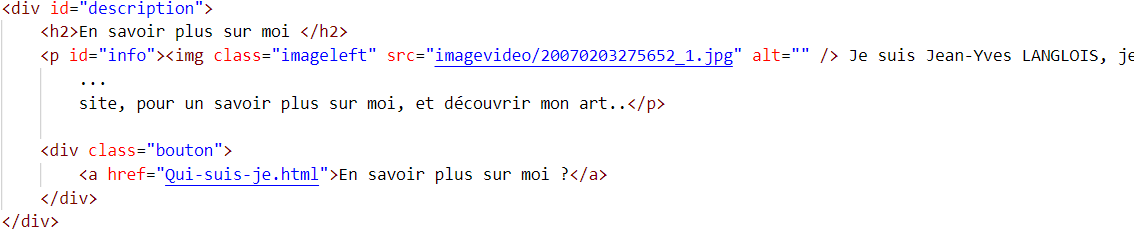 <div id="description">
<h2>En savoir plus sur moi </h2>
<p id="info"><img class="imageleft" src="imagevideo/20070203275652_1.jpg" alt="" /> Je suis Jean-Yves LANGLOIS, je
...
site, pour un savoir plus sur moi, et découvrir mon art..</p>
<div class="bouton">
<a href="Qui-suis-je.html">En savoir plus sur moi ?</a>
</div>
</div>